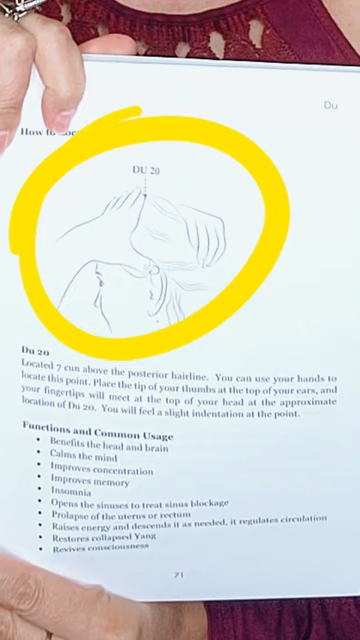 Du
How to
DU 20
Du 20
Located 7 cun above the posterior hairline. You can use your hands to
locate this point. Place the tip of your thumbs at the top of your ears, and
your fingertips will meet at the top of your head at the approximate
location of Du 20. You will feel a slight indentation at the point.
Functions and Common Usage
• Benefits the head and brain
• Calms the mind
• Improves concentration
• Improves memory
• Insomnia
• Opens the sinuses to treat sinus blockage
• Prolapse of the uterus or rectum
• Raises energy and descends it as needed, it regulates circulation
• Restores collapsed Yang
• Revives consciousness
71